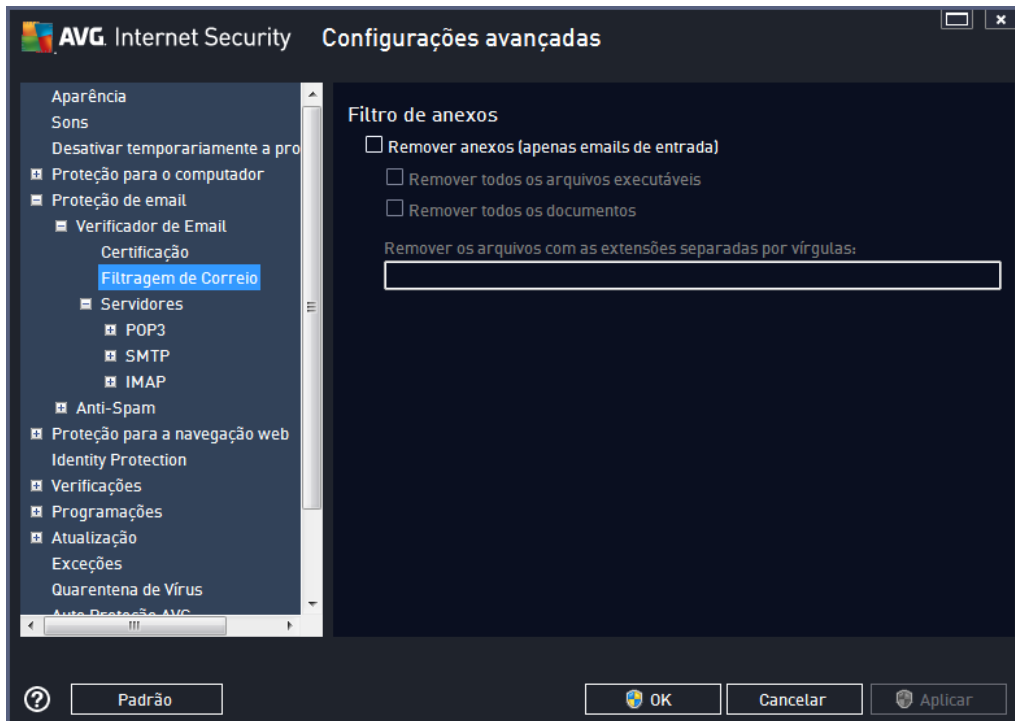 AVG. Internet Security Configurações avançadas
Aparência
Sons
Desativar temporariamente a pro
Proteção para o computador
Proteção de email
Verificador de Email
Certificação
Filtragem de Correio
Servidores
POP3
SMTP
IMAP
Anti-Spam
Proteção para a navegação web
Identity Protection
Verificações
Programações
Atualização
Exceções
Quarentena de Vírus
Auto Proteção AVG
Filtro de anexos
Remover anexos (apenas emails de entrada)
Remover todos os arquivos executáveis
Remover todos os documentos
Remover os arquivos com as extensões separadas por vírgulas:
? Padrão OK Cancelar Aplicar